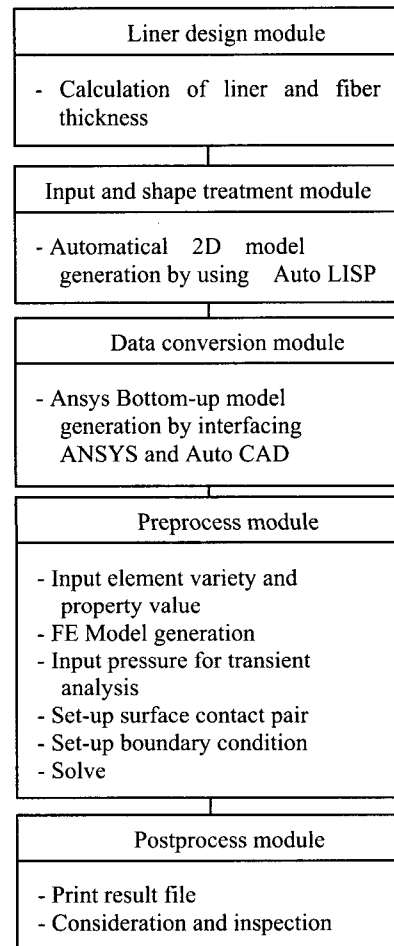 Liner design module
- Calculation of liner and fiber
thickness
Input and shape treatment module
- Automatical 2D model
generation by using Auto LISP
Data conversion module
- Ansys Bottom-up model
generation by interfacing
ANSYS and Auto CAD
Preprocess module
- Input element variety and
property value
- FE Model generation
- Input pressure for transient
analysis
- Set-up surface contact pair
- Set-up boundary condition
- Solve
Postprocess module
- Print result file
- Consideration and inspection